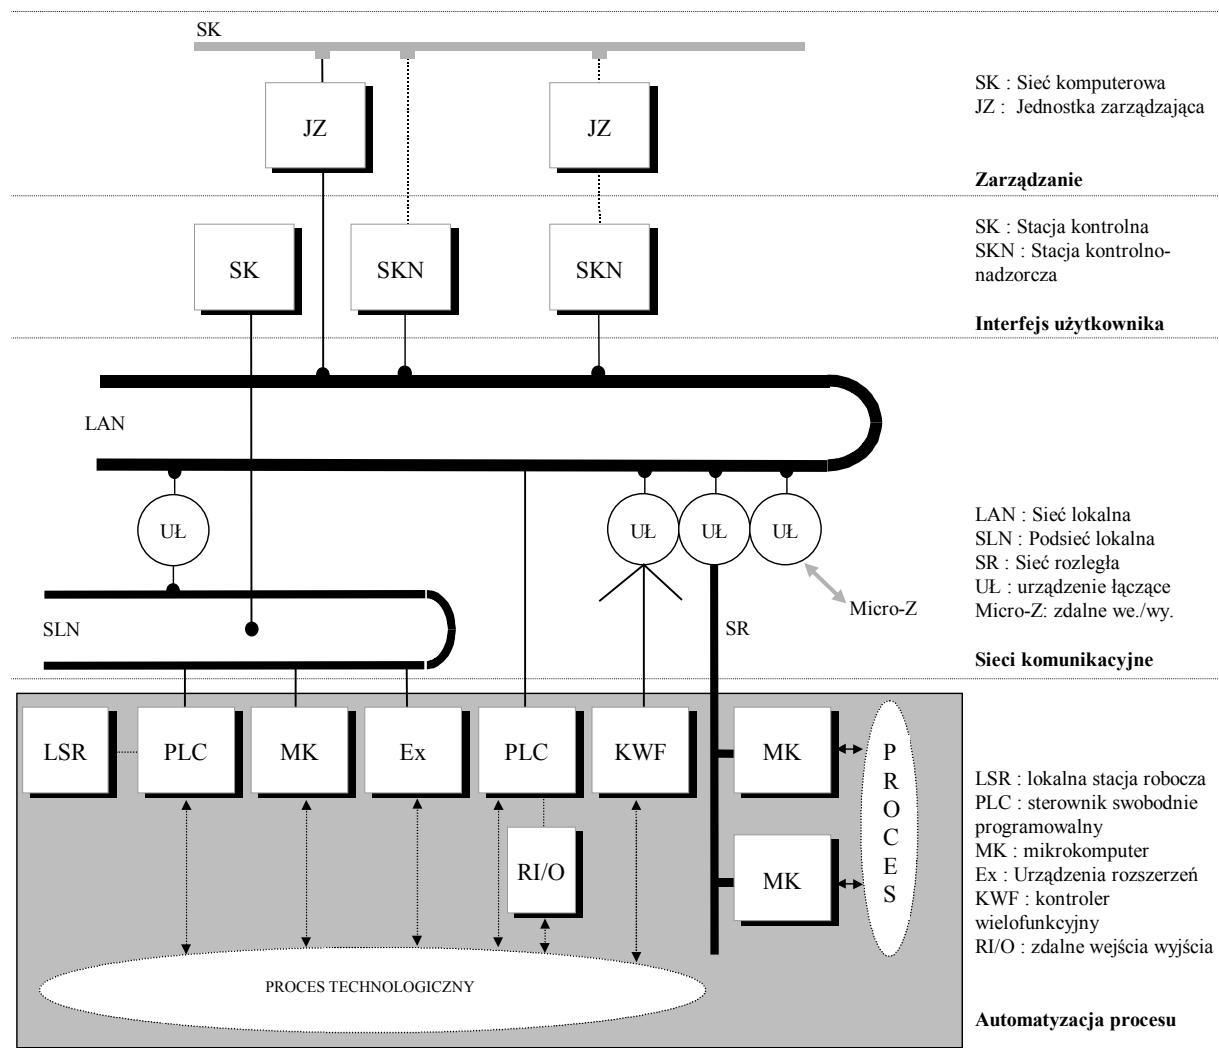 SK
JZ
JZ
SK : Sieć komputerowa
JZ : Jednostka zarządzająca
Zarządzanie
SK
SKN
SKN
SK : Stacja kontrolna
SKN : Stacja kontrolno-
nadzorcza
Interfejs użytkownika
LAN
UŁ
UŁ
UŁ
UŁ
Micro-Z
SLN
SR
LAN : Sieć lokalna
SLN : Podsieć lokalna
SR : Sieć rozległa
UŁ : urządzenie łączące
Micro-Z: zdalne we./wy.
Sieci komunikacyjne
LSR
PLC
MK
Ex
PLC
KWF
MK
RI/O
MK
PROCES
PROCES TECHNOLOGICZNY
LSR : lokalna stacja robocza
PLC : sterownik swobodnie
programowalny
MK : mikrokomputer
Ex : Urządzenia rozszerzeń
KWF : kontroler
wielofunkcyjny
RI/O : zdalne wejścia wyjścia
Automatyzacja procesu